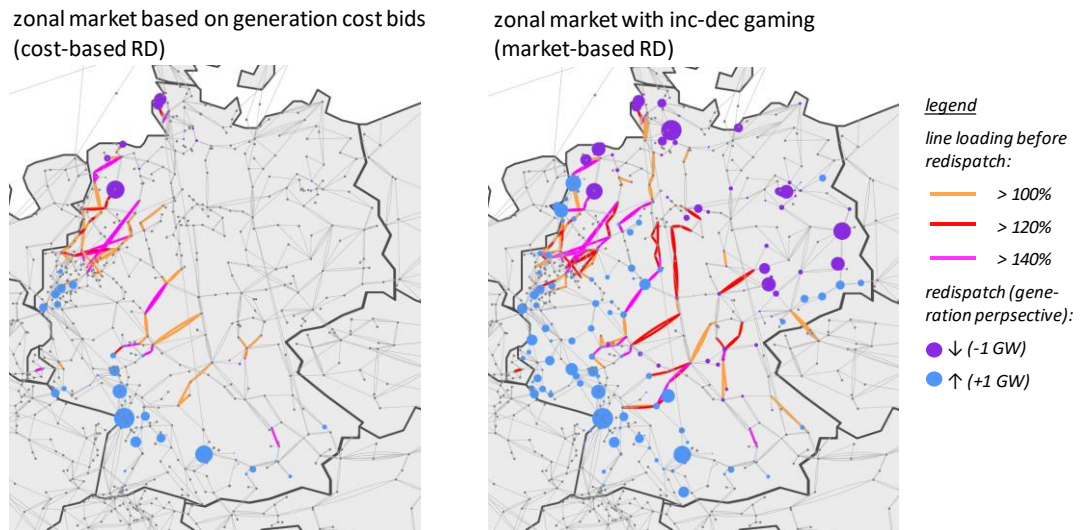 zonal market based on generation cost bids
(cost-based RD)
zonal market with inc-dec gaming
(market-based RD)
legend
line loading before
redispatch:
> 100%
> 120%
> 140%
redispatch (gene-
ration perpsective):
↓ (-1 GW)
↑ (+1 GW)